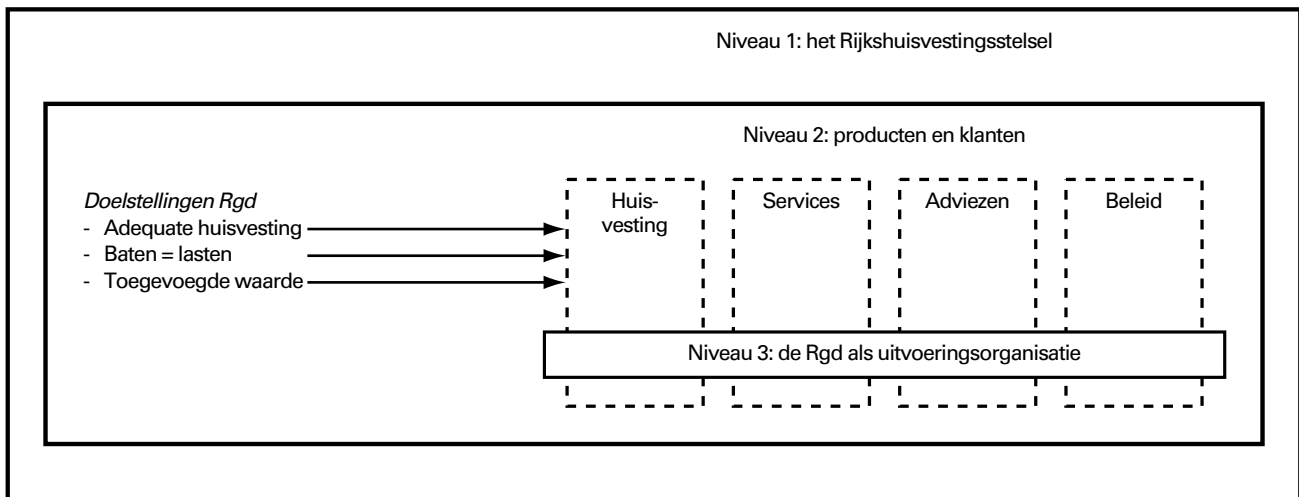 Niveau 1: het Rijkshuisvestingsstelsel
Niveau 2: producten en klanten
Doelstellingen Rgd
- Adequate huisvesting
- Baten = lasten
- Toegevoegde waarde
Huis-
vesting
Services
Adviezen
Beleid
Niveau 3: de Rgd als uitvoeringsorganisatie